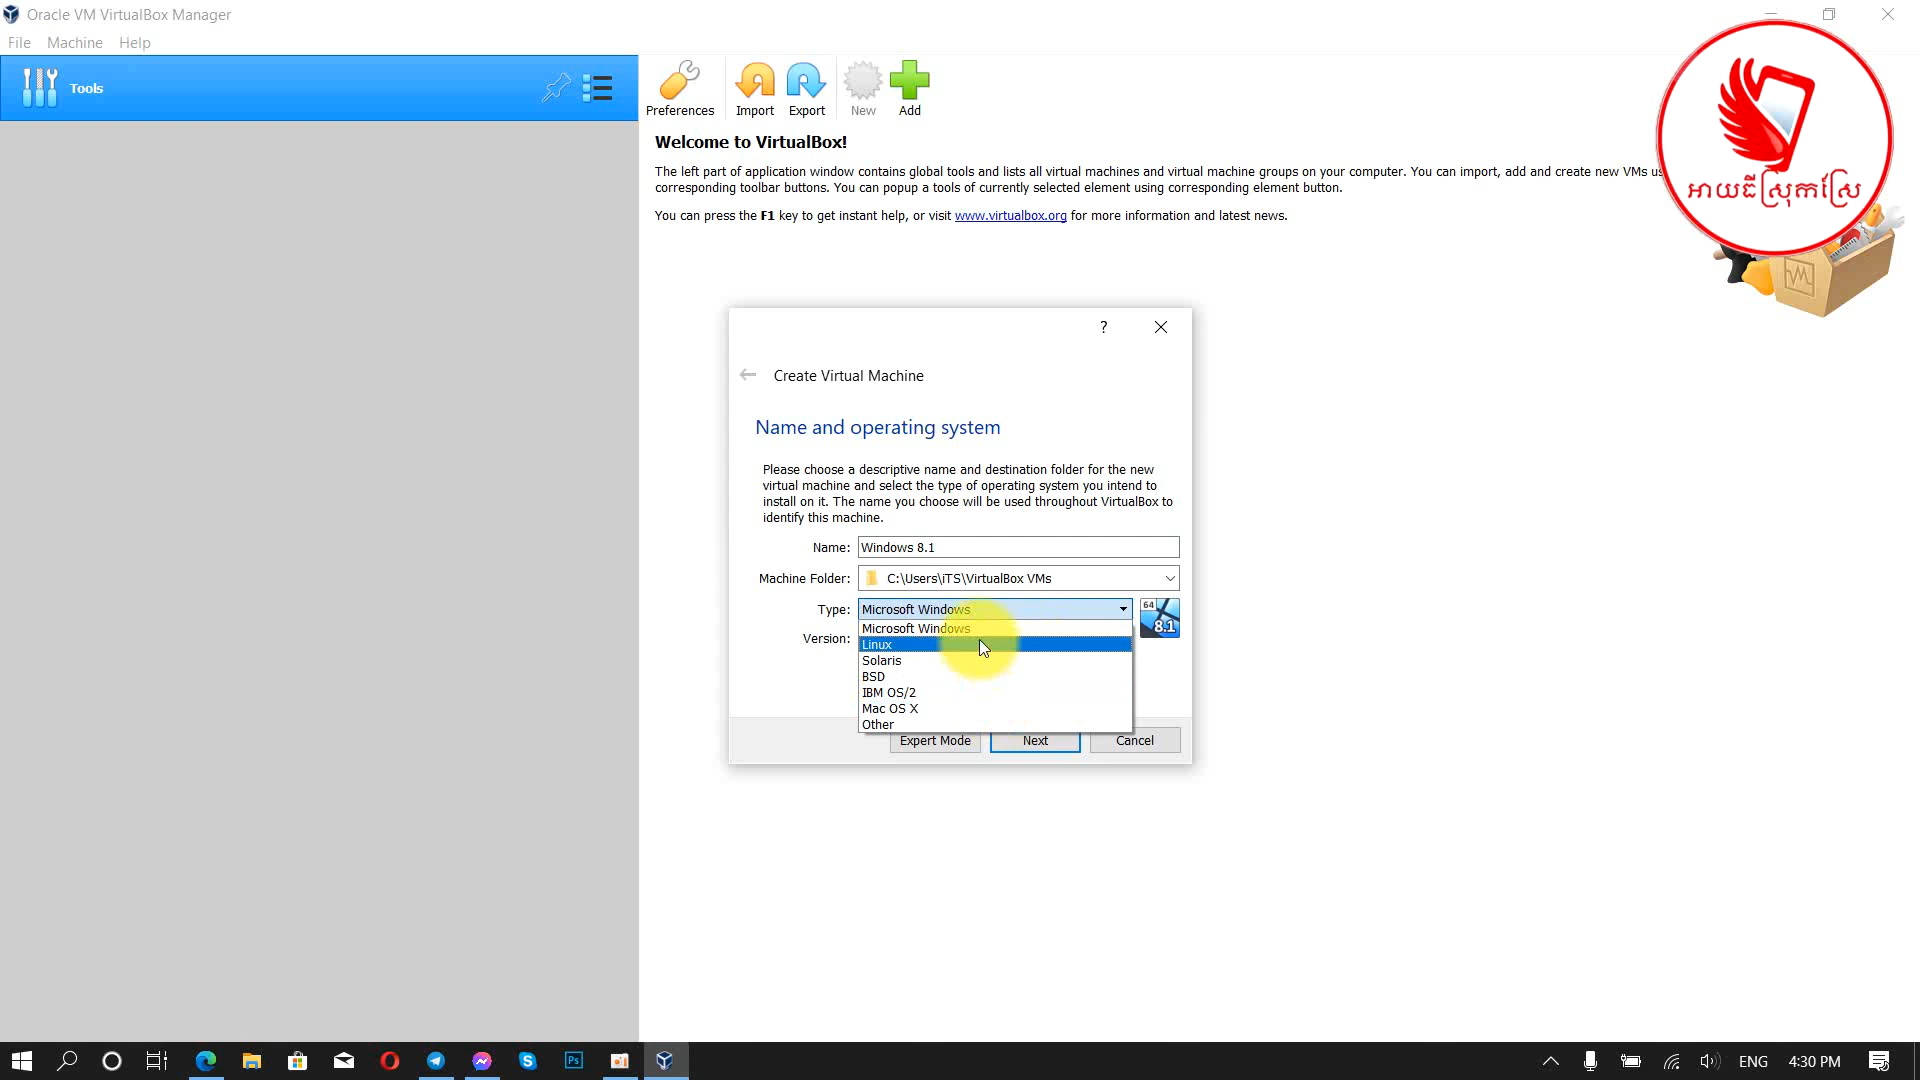 Oracle VM VirtualBox Manager
File Machine Help
Tools
Preferences Import Export New Add
Welcome to VirtualBox!
The left part of application window contains global tools and lists all virtual machines and virtual machine groups on your computer. You can import, add and create new VMs
corresponding toolbar buttons. You can popup a tools of currently selected element using corresponding element button.
You can press the F1 key to get instant help, or visit www.virtualbox.org for more information and latest news.
អាយធីស្រុកស្រែ
?
Create Virtual Machine
Name and operating system
Please choose a descriptive name and destination folder for the new
virtual machine and select the type of operating system you intend to
install on it. The name you choose will be used throughout VirtualBox to
identify this machine.
Name: Windows 8.1
Machine Folder: C:\Users\iTS\VirtualBox VMs
Type: Microsoft Windows
64
8.1
Microsoft Windows
Version:
Linux
Solaris
BSD
IBM OS/2
Mac OS X
Other
Expert Mode Next Cancel
Ps
ENG 4:30 PM